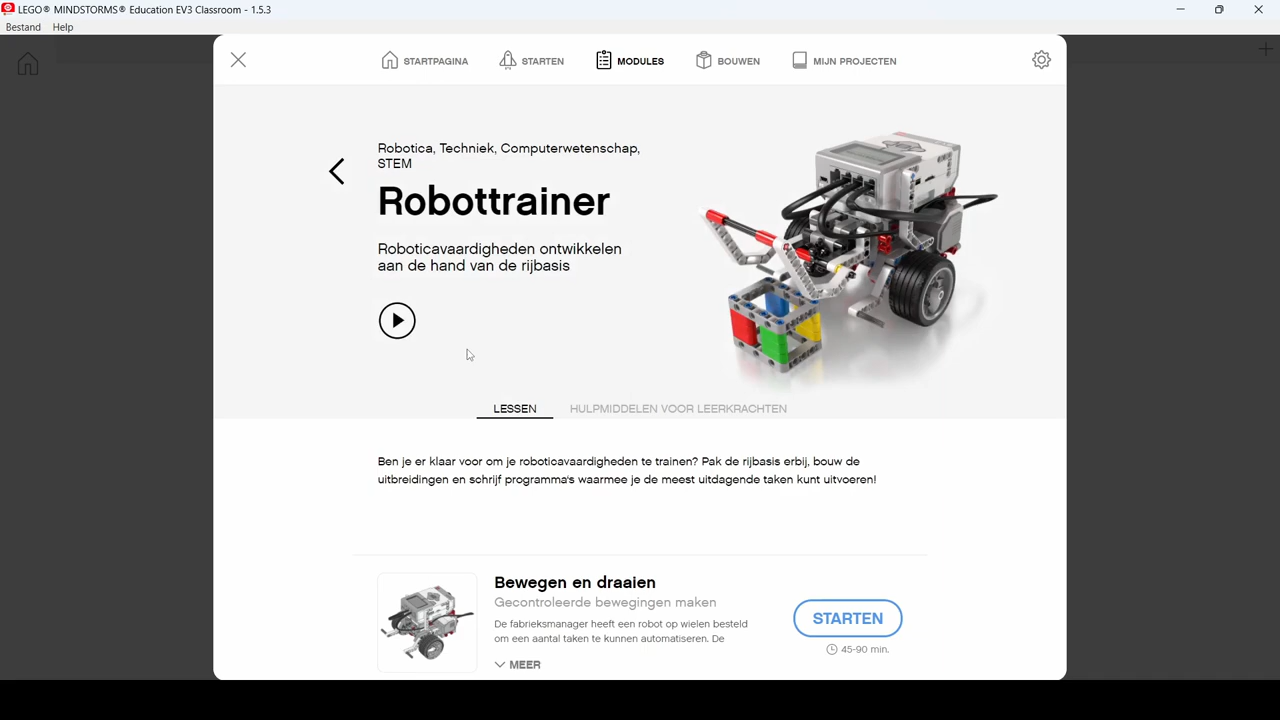 LEGO® MINDSTORMS® Education EV3 Classroom - 1.5.3
Bestand Help
STARTPAGINA STARTEN MODULES BOUWEN MIJN PROJECTEN
Robotica, Techniek, Computerwetenschap,
STEM
Robottrainer
Roboticavaardigheden ontwikkelen
aan de hand van de rijbasis
LESSEN HULPMIDDELEN VOOR LEERKRACHTEN
Ben je er klaar voor om je roboticavaardigheden te trainen? Pak de rijbasis erbij, bouw de
uitbreidingen en schrijf programma's waarmee je de meest uitdagende taken kunt uitvoeren!
Bewegen en draaien
Gecontroleerde bewegingen maken
De fabrieksmanager heeft een robot op wielen besteld
om een aantal taken te kunnen automatiseren. De
MEER
STARTEN
45-90 min.